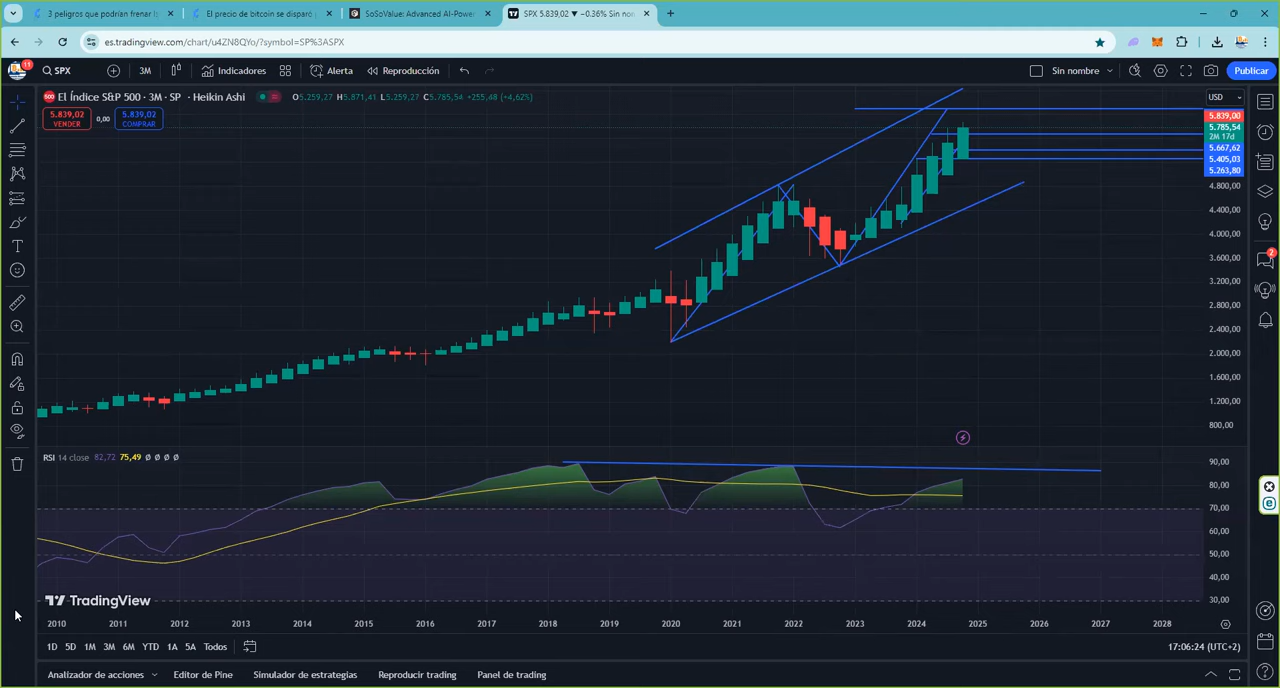 3 peligros que podrían frenar l
El precio de bitcoin se disparó
SoSoValue: Advanced AI-Power
SPX 5.839,02 ▼ −0.36% Sin nom
es.tradingview.com/chart/u4ZN8QYo/?symbol=SP%3ASPX
11
SPX
3M
Indicadores
Alerta
Reproducción
Sin nombre
Publicar
500 El Índice S&P 500 · 3M · SP · Heikin Ashi
O5.259,27 H5.871,41 L5.259,27 C5.785,54 +255,48 (+4,62%)
5.839,02
VENDER
0,00
5.839,02
COMPRAR
USD
5.839,00
5.785,54
2M 17d
5.667,62
5.405,03
5.263,80
4.800,00
4.400,00
4.000,00
3.600,00
3.200,00
2.800,00
2.400,00
2.000,00
1.600,00
1.200,00
800,00
2
RSI 14 close 82,72 75,49 Ø Ø Ø Ø
90,00
80,00
70,00
60,00
50,00
40,00
30,00
TradingView
2010 2011 2012 2013 2014 2015 2016 2017 2018 2019 2020 2021 2022 2023 2024 2025 2026 2027 2028
1D 5D 1M 3M 6M YTD 1A 5A Todos
17:06:24 (UTC+2)
Analizador de acciones
Editor de Pine
Simulador de estrategias
Reproducir trading
Panel de trading